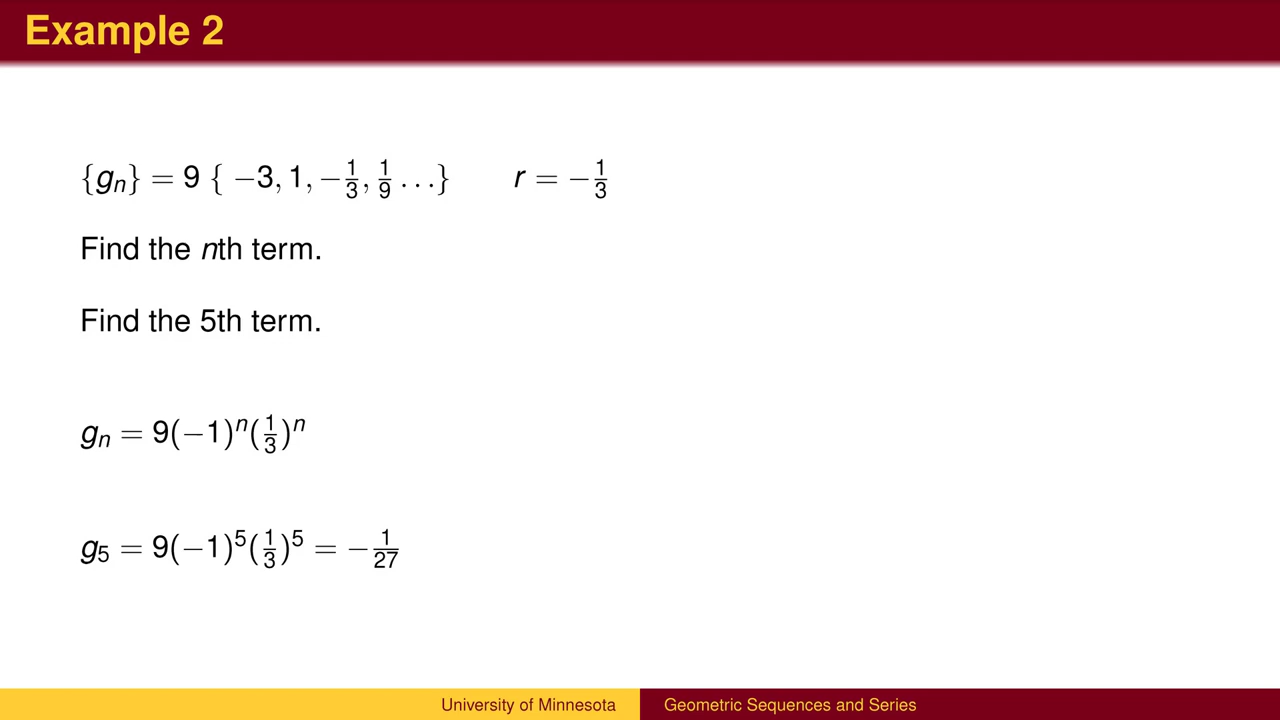 Example 2
{gₙ} = 9 { −3, 1, −1/3, 1/9 …} r = −1/3
Find the nth term.
Find the 5th term.
gₙ = 9(−1)ⁿ(1/3)ⁿ
g₅ = 9(−1)⁵(1/3)⁵ = −1/27
University of Minnesota Geometric Sequences and Series